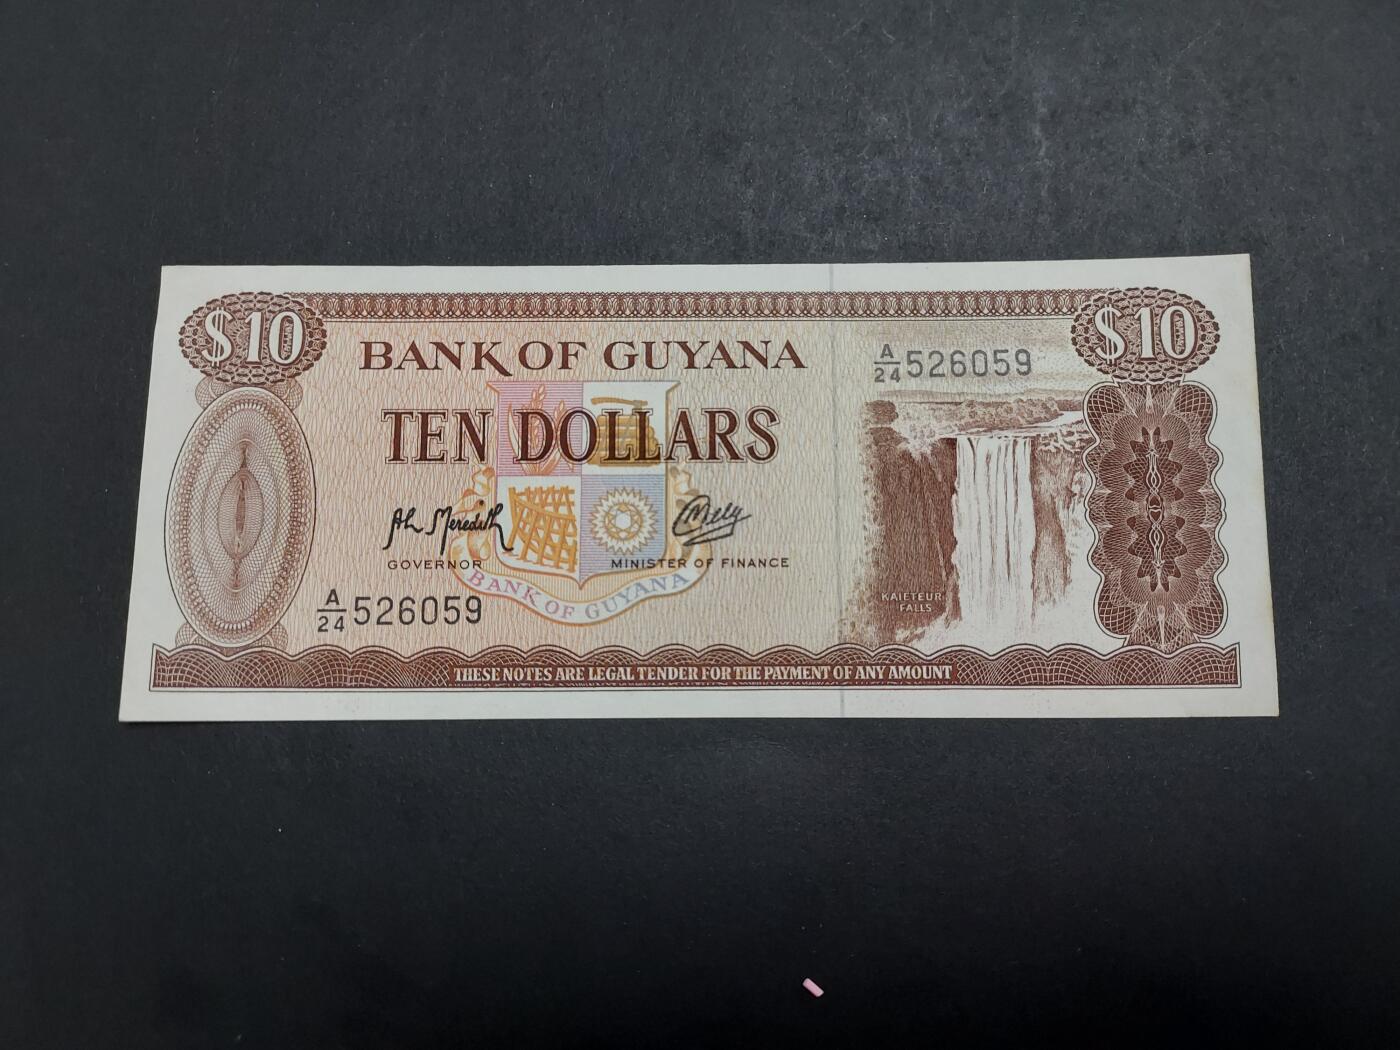 $10
$10
BANK OF GUYANA
A/24 526059
TEN DOLLARS
GOVERNOR
MINISTER OF FINANCE
BANK OF GUYANA
KAIETEUR
FALLS
A/24 526059
THESE NOTES ARE LEGAL TENDER FOR THE PAYMENT OF ANY AMOUNT